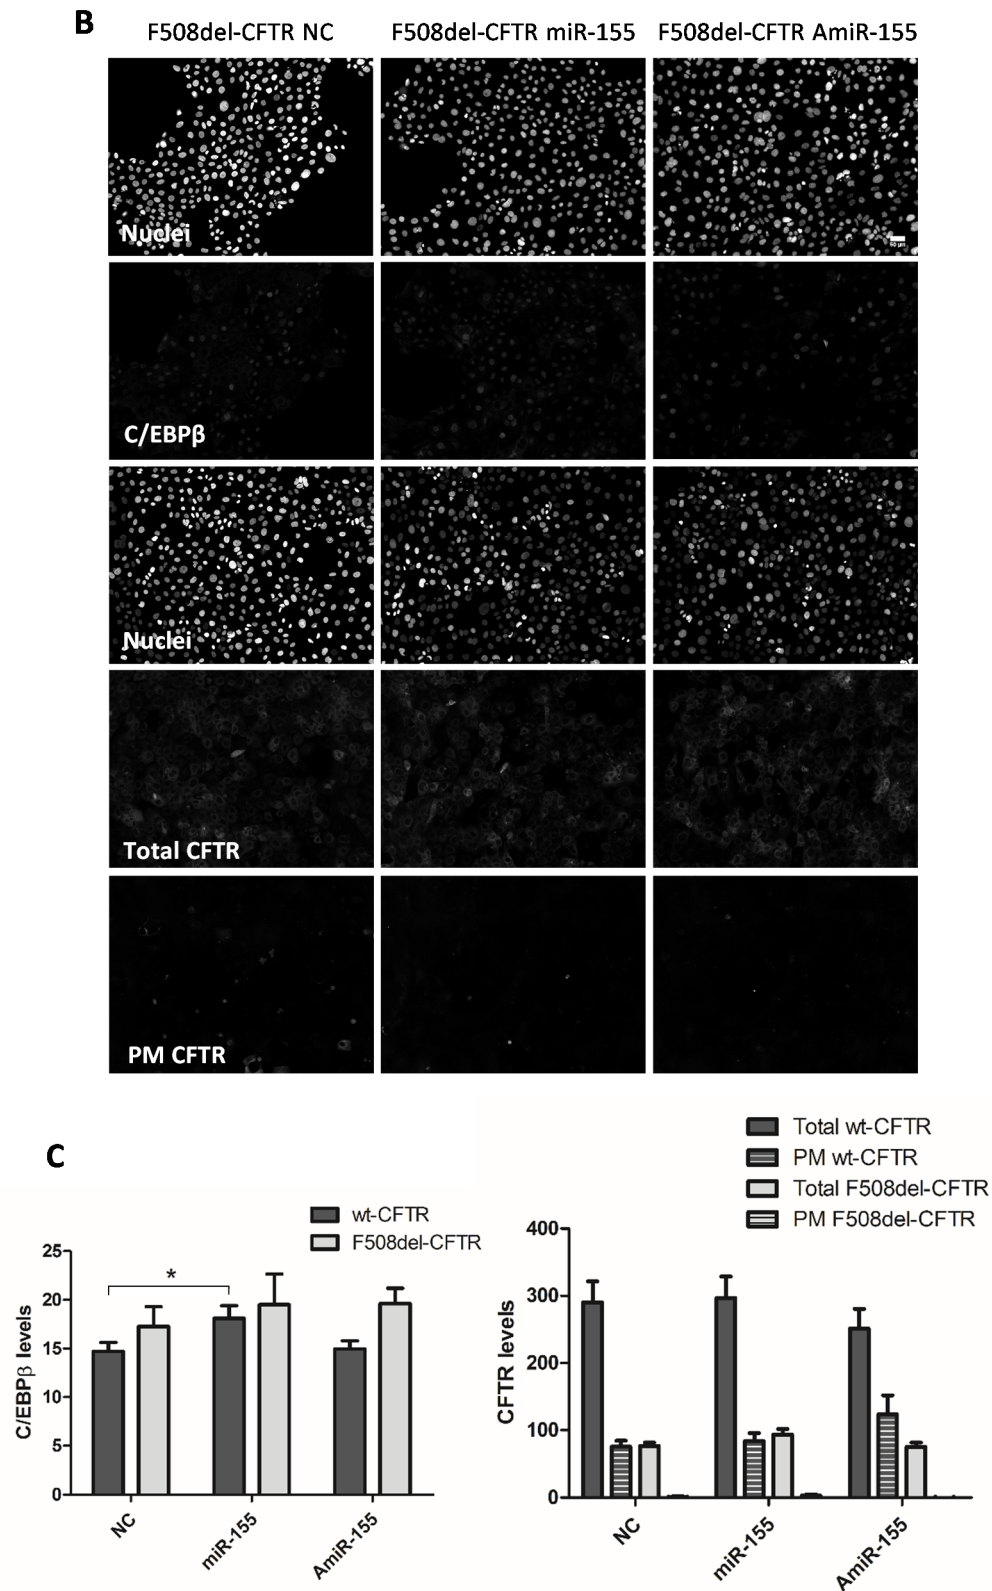 B
F508del-CFTR NC F508del-CFTR miR-155 F508del-CFTR AmiR-155
Nuclei
50 µm
C/EBPβ
Nuclei
Total CFTR
PM CFTR
C
wt-CFTR
F508del-CFTR
C/EBPβ levels
25
20
15
10
5
0
*
NC
miR-155
AmiR-155
Total wt-CFTR
PM wt-CFTR
Total F508del-CFTR
PM F508del-CFTR
CFTR levels
400
300
200
100
0
NC
miR-155
AmiR-155